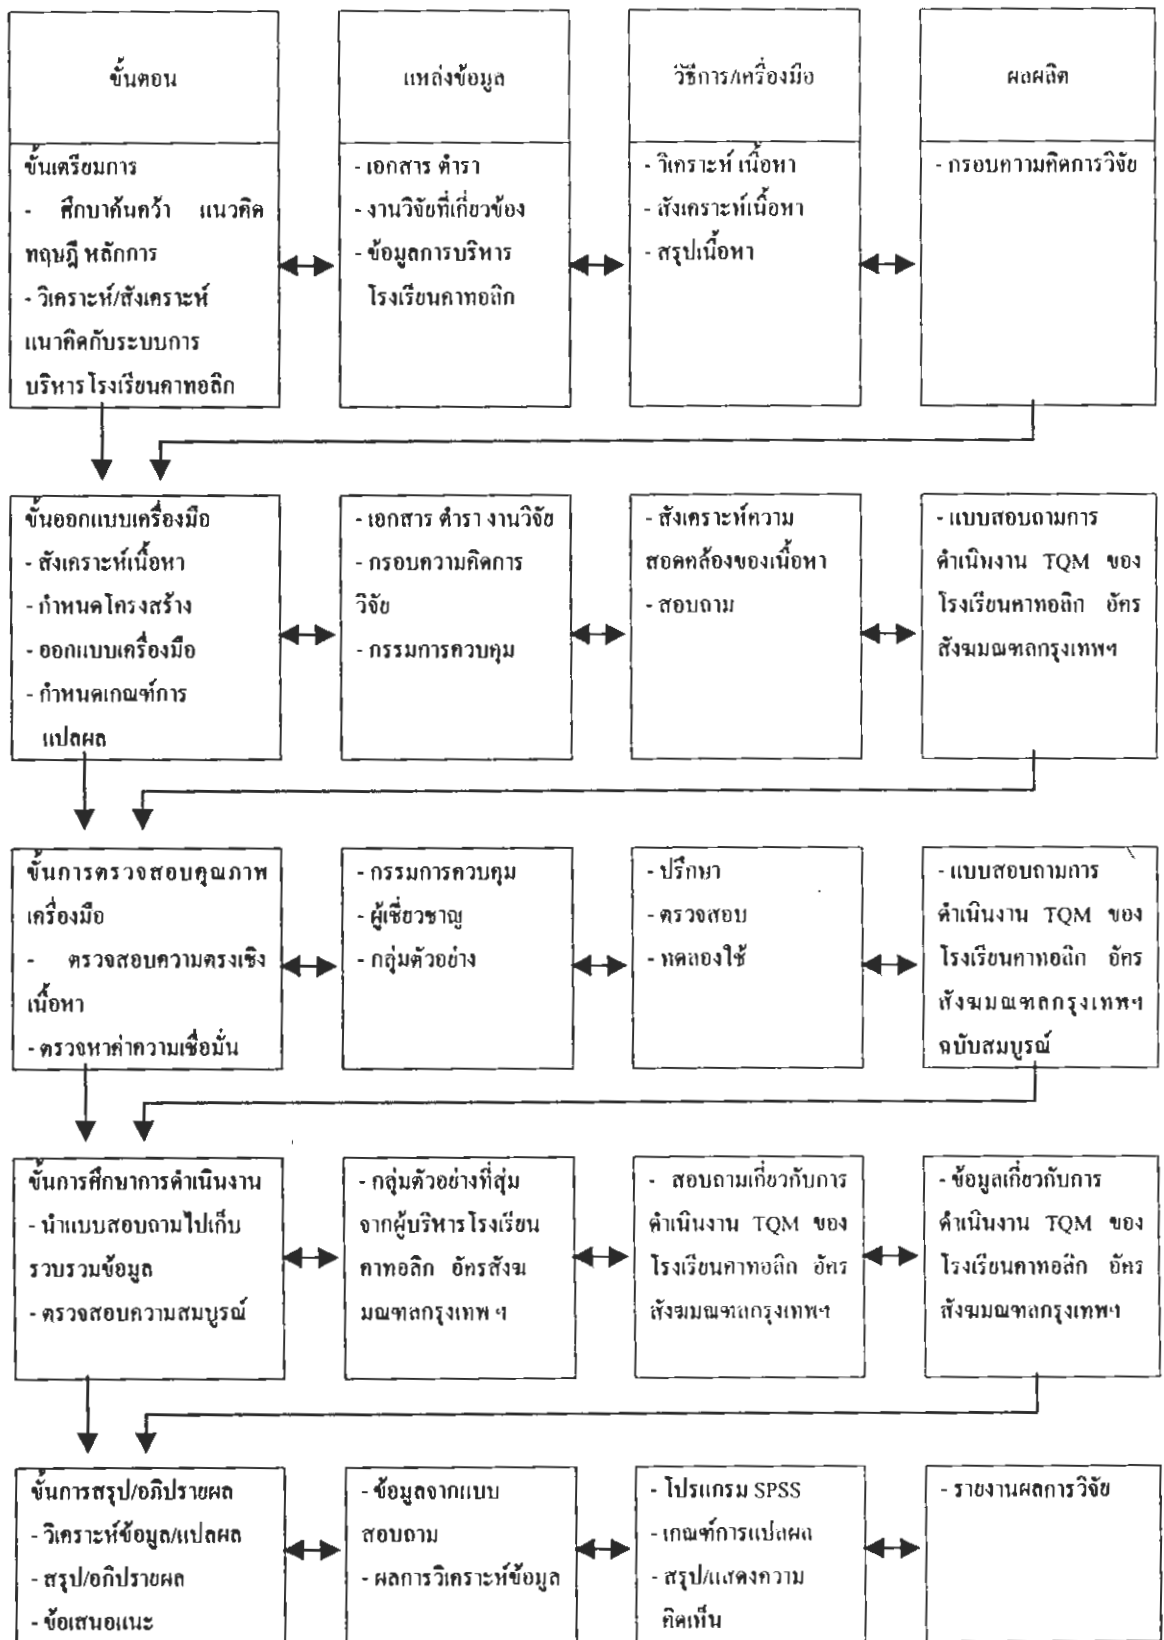 ขั้นตอน
แหล่งข้อมูล
วิธีการ/เครื่องมือ
ผลผลิต
ขั้นเตรียมการ
- ศึกษาค้นคว้า แนวคิด
ทฤษฎี หลักการ
- วิเคราะห์/สังเคราะห์
แนวคิดกับระบบการ
บริหารโรงเรียนคาทอลิก
- เอกสาร ตำรา
- งานวิจัยที่เกี่ยวข้อง
- ข้อมูลการบริหาร
โรงเรียนคาทอลิก
- วิเคราะห์ เนื้อหา
- สังเคราะห์เนื้อหา
- สรุปเนื้อหา
- กรอบความคิดการวิจัย
ขั้นออกแบบเครื่องมือ
- สังเคราะห์เนื้อหา
- กำหนดโครงสร้าง
- ออกแบบเครื่องมือ
- กำหนดเกณฑ์การ
แปลผล
- เอกสาร ตำรา งานวิจัย
- กรอบความคิดการ
วิจัย
- กรรมการควบคุม
- สังเคราะห์ความ
สอดคล้องของเนื้อหา
- สอบถาม
- แบบสอบถามการ
ดำเนินงาน TQM ของ
โรงเรียนคาทอลิก อัคร
สังฆมณฑลกรุงเทพฯ
ขั้นการตรวจสอบคุณภาพ
เครื่องมือ
- ตรวจสอบความตรงเชิง
เนื้อหา
- ตรวจหาค่าความเชื่อมั่น
- กรรมการควบคุม
- ผู้เชี่ยวชาญ
- กลุ่มตัวอย่าง
- ปรึกษา
- ตรวจสอบ
- ทดลองใช้
- แบบสอบถามการ
ดำเนินงาน TQM ของ
โรงเรียนคาทอลิก อัคร
สังฆมณฑลกรุงเทพฯ
ฉบับสมบูรณ์
ขั้นการศึกษาการดำเนินงาน
- นำแบบสอบถามไปเก็บ
รวบรวมข้อมูล
- ตรวจสอบความสมบูรณ์
- กลุ่มตัวอย่างที่สุ่ม
จากผู้บริหารโรงเรียน
คาทอลิก อัครสังฆ
มณฑลกรุงเทพ ฯ
- สอบถามเกี่ยวกับการ
ดำเนินงาน TQM ของ
โรงเรียนคาทอลิก อัคร
สังฆมณฑลกรุงเทพฯ
- ข้อมูลเกี่ยวกับการ
ดำเนินงาน TQM ของ
โรงเรียนคาทอลิก อัคร
สังฆมณฑลกรุงเทพฯ
ขั้นการสรุป/อภิปรายผล
- วิเคราะห์ข้อมูล/แปลผล
- สรุป/อภิปรายผล
- ข้อเสนอแนะ
- ข้อมูลจากแบบ
สอบถาม
- ผลการวิเคราะห์ข้อมูล
- โปรแกรม SPSS
- เกณฑ์การแปลผล
- สรุป/แสดงความ
คิดเห็น
- รายงานผลการวิจัย